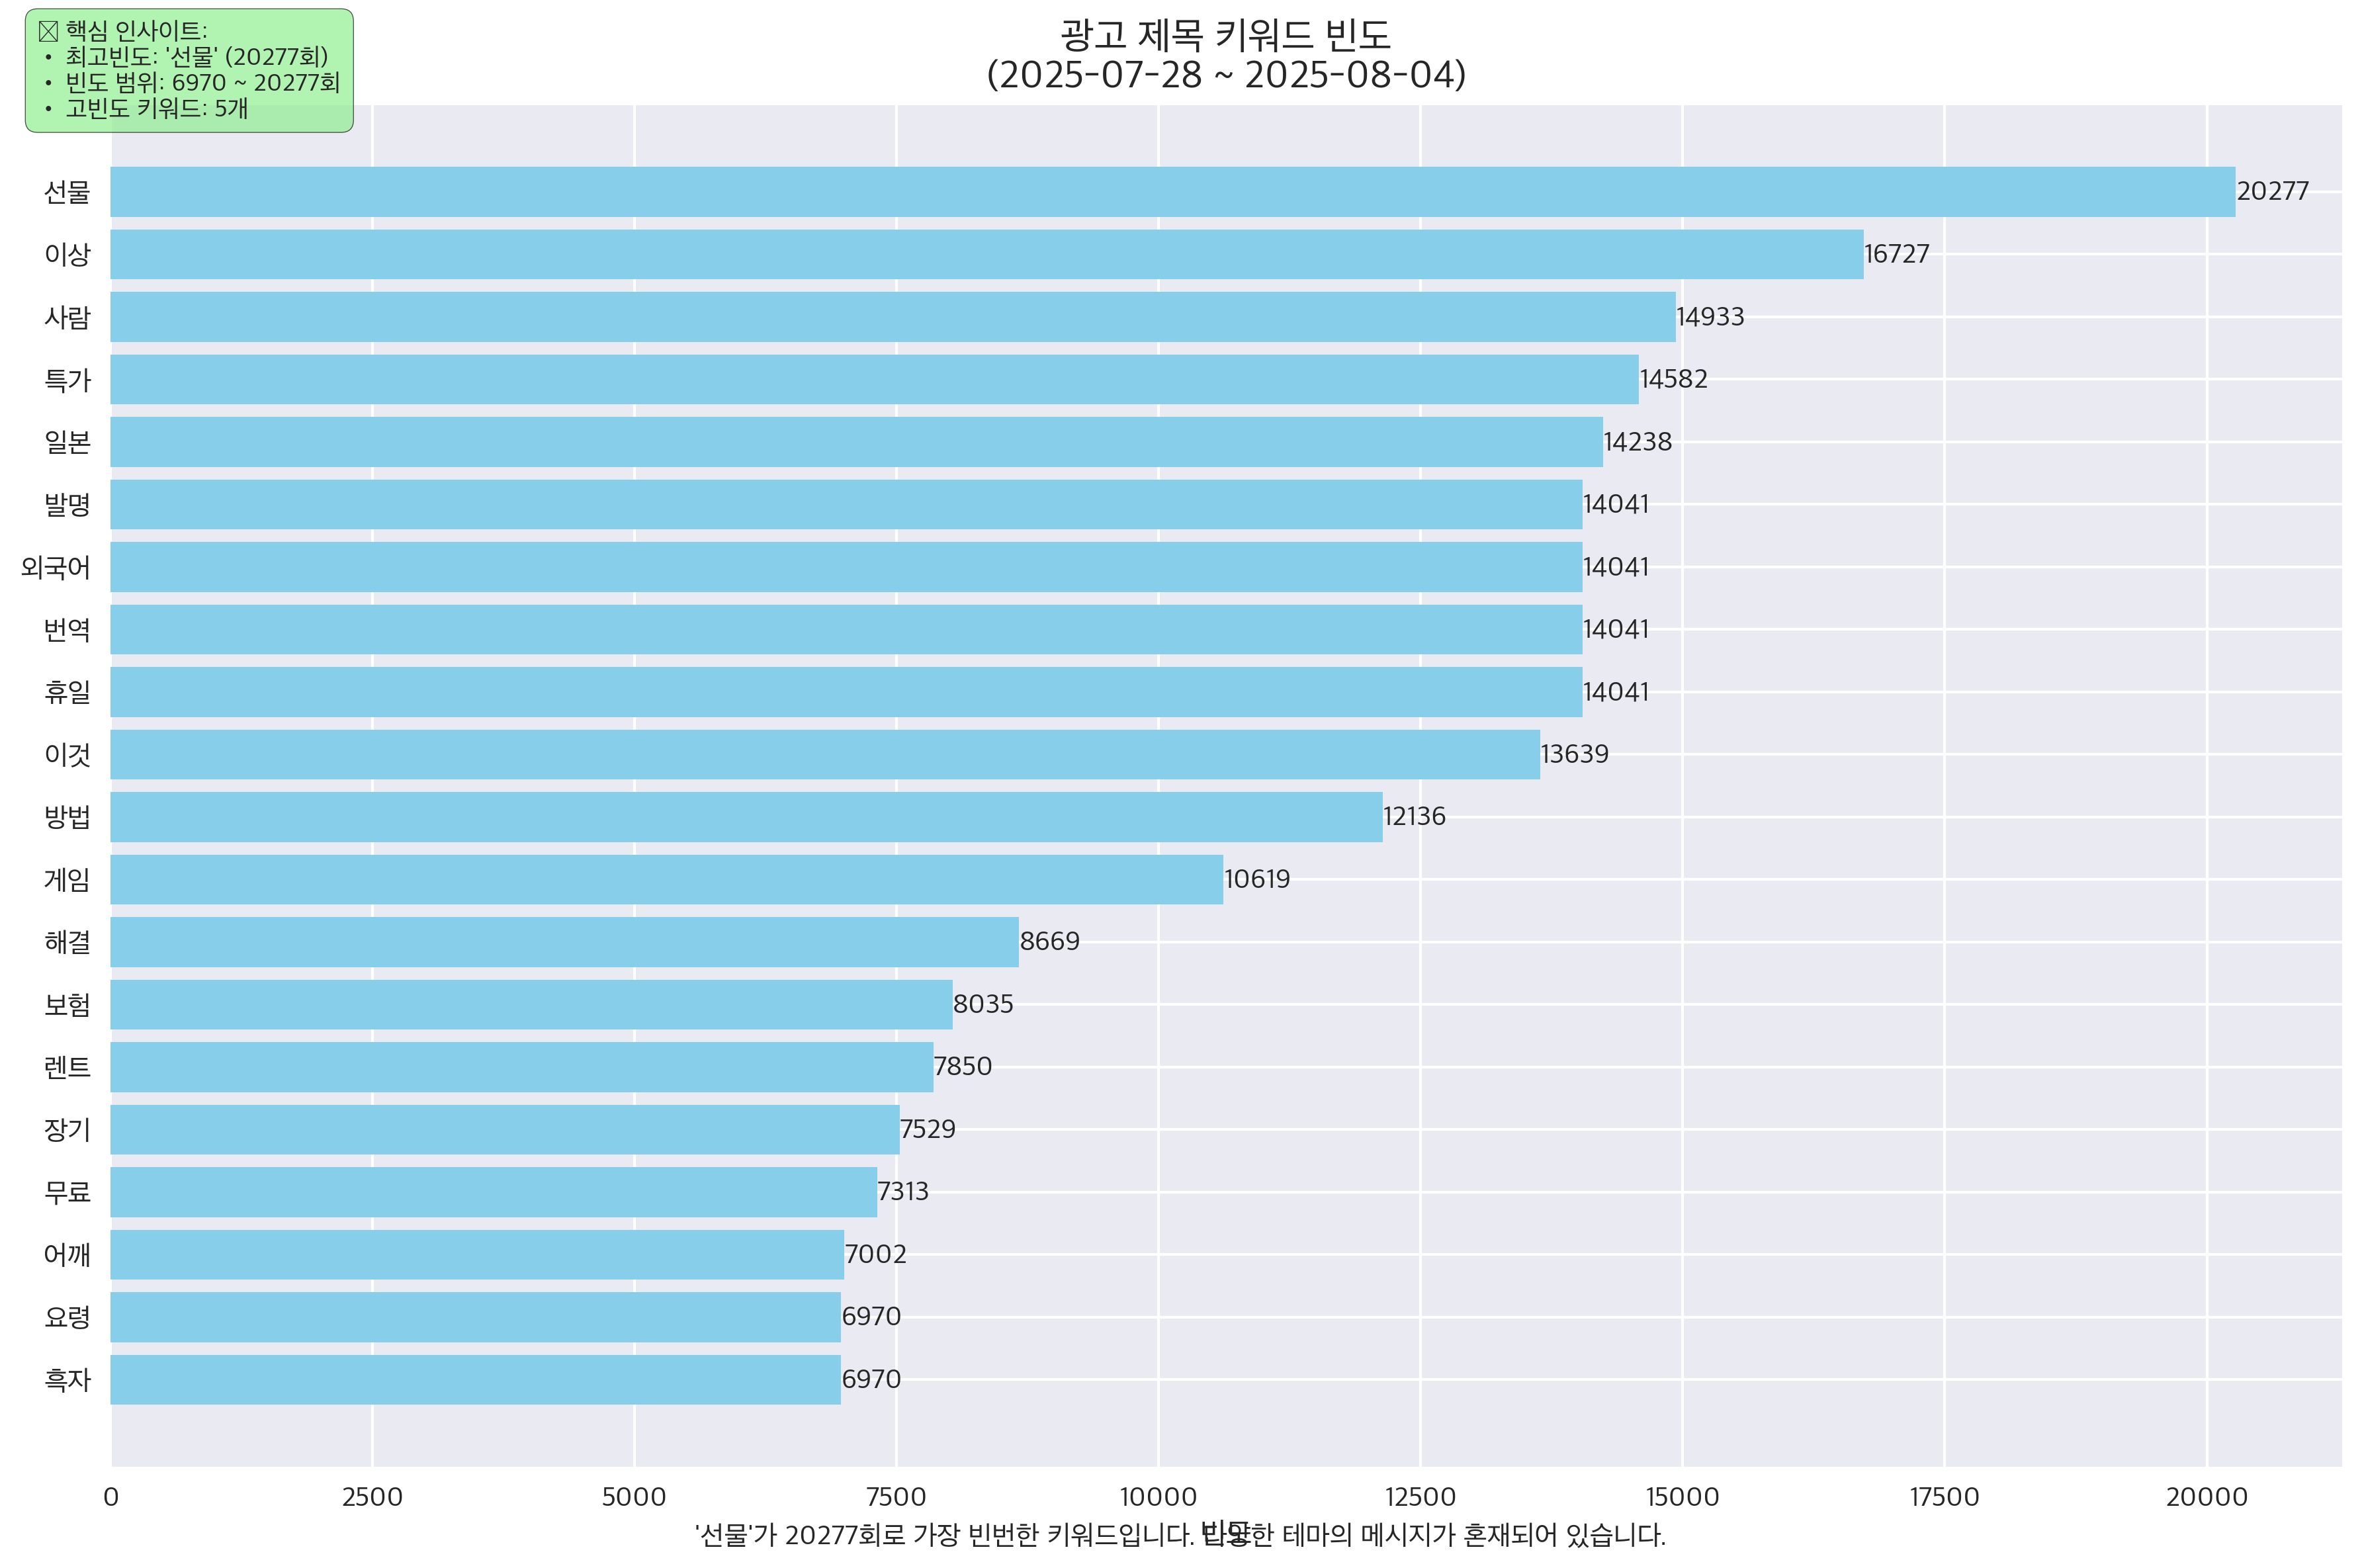 핵심 인사이트:
• 최고빈도: '선물' (20277회)
• 빈도 범위: 6970 ~ 20277회
• 고빈도 키워드: 5개
광고 제목 키워드 빈도
(2025-07-28 ~ 2025-08-04)
선물 20277
이상 16727
사람 14933
특가 14582
일본 14238
발명 14041
외국어 14041
번역 14041
휴일 14041
이것 13639
방법 12136
게임 10619
해결 8669
보험 8035
렌트 7850
장기 7529
무료 7313
어깨 7002
요령 6970
흑자 6970
0 2500 5000 7500 10000 12500 15000 17500 20000
빈도
'선물'가 20277회로 가장 빈번한 키워드입니다. 다양한 테마의 메시지가 혼재되어 있습니다.